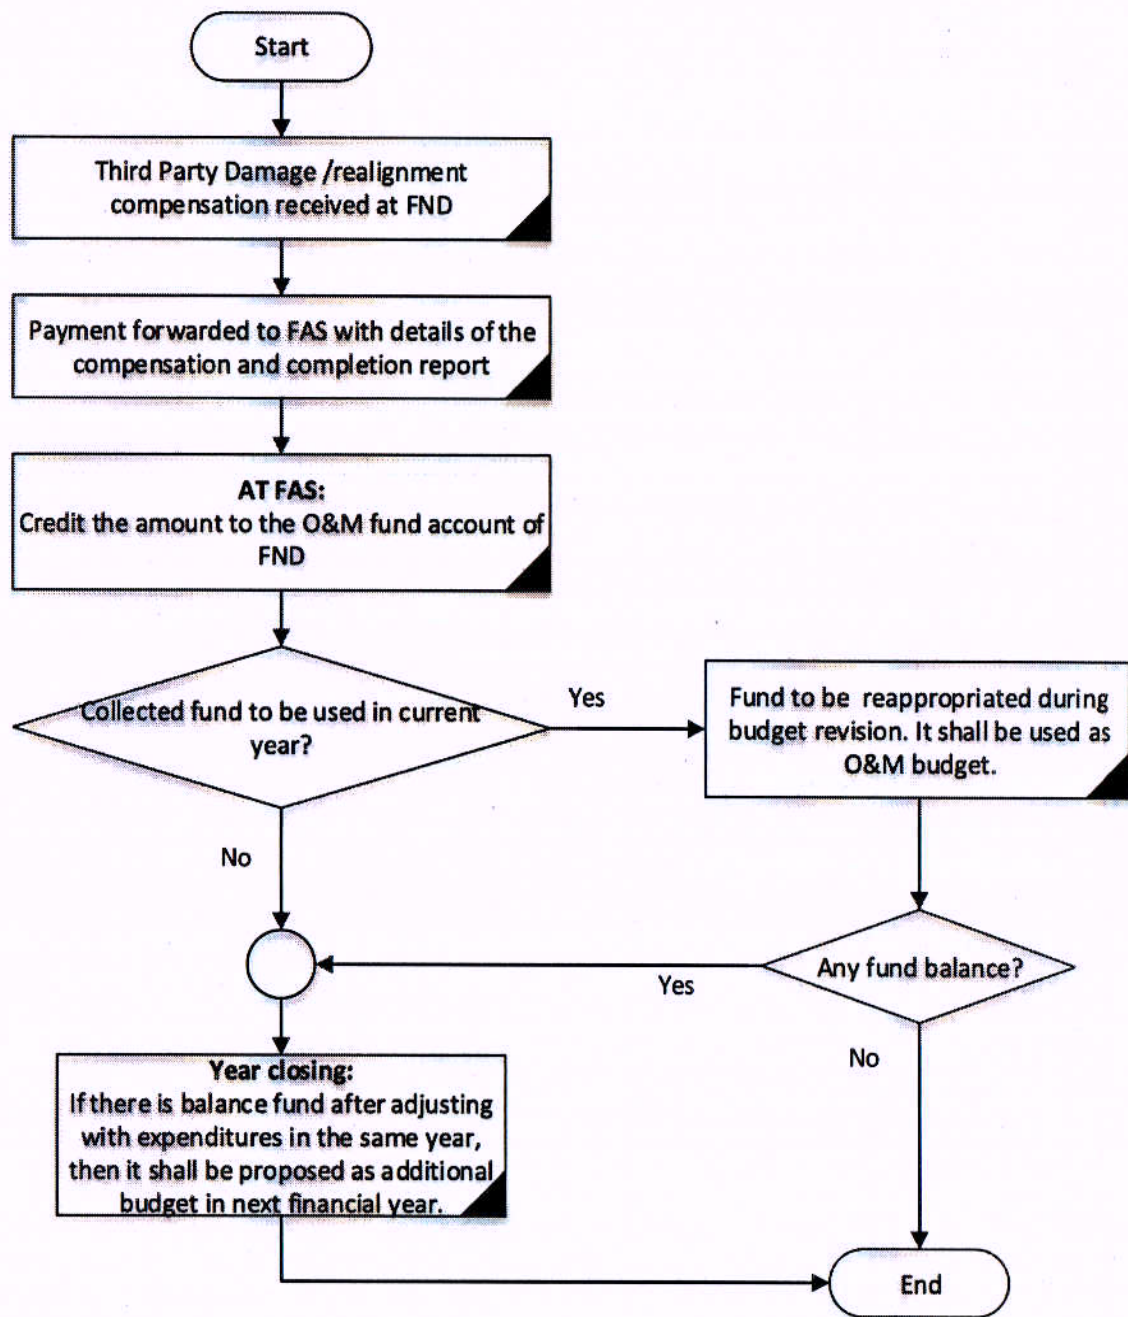 Start
Third Party Damage /realignment
compensation received at FND
Payment forwarded to FAS with details of the
compensation and completion report
AT FAS:
Credit the amount to the O&M fund account of
FND
Collected fund to be used in current
year?
Yes
Fund to be reappropriated during
budget revision. It shall be used as
O&M budget.
No
Any fund balance?
Yes
No
Year closing:
If there is balance fund after adjusting
with expenditures in the same year,
then it shall be proposed as additional
budget in next financial year.
End